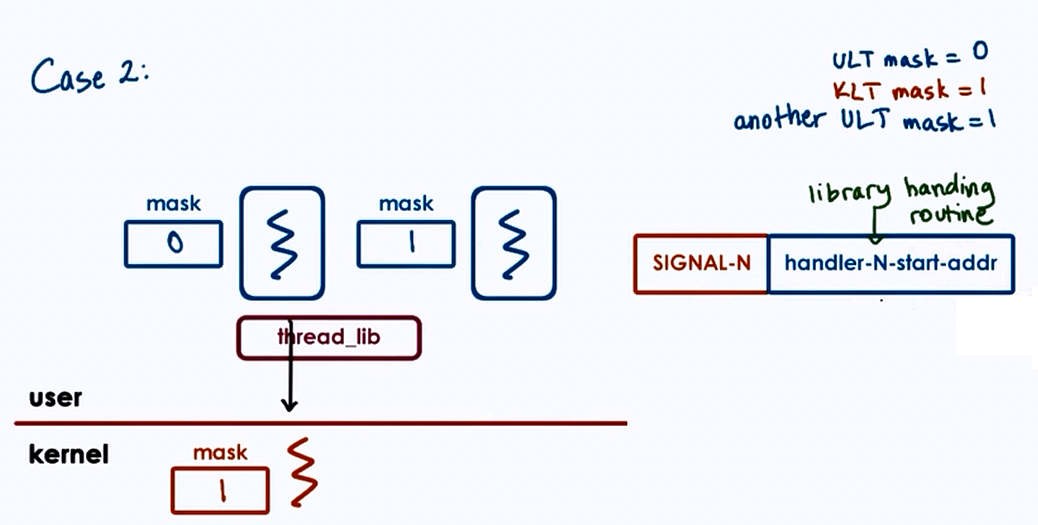 Case 2:
ULT mask = 0
KLT mask = 1
another ULT mask = 1
mask
0
mask
1
library handing
routine
SIGNAL-N
handler-N-start-addr
thread_lib
user
kernel
mask
1